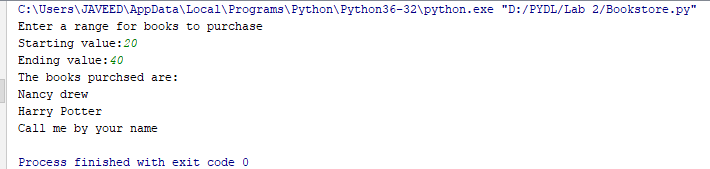 C:\Users\JAVEED\AppData\Local\Programs\Python\Python36-32\python.exe "D:/PYDL/Lab 2/Bookstore.py"
Enter a range for books to purchase
Starting value:20
Ending value:40
The books purchsed are:
Nancy drew
Harry Potter
Call me by your name
Process finished with exit code 0